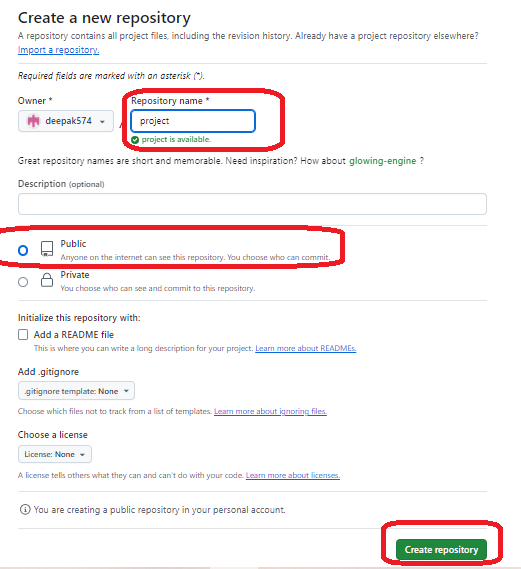 Create a new repository
A repository contains all project files, including the revision history. Already have a project repository elsewhere?
Import a repository.
Required fields are marked with an asterisk (*).
Owner *
Repository name *
deepak574
/
project
project is available.
Great repository names are short and memorable. Need inspiration? How about glowing-engine ?
Description (optional)
Public
Anyone on the internet can see this repository. You choose who can commit.
Private
You choose who can see and commit to this repository.
Initialize this repository with:
Add a README file
This is where you can write a long description for your project. Learn more about READMEs.
Add .gitignore
.gitignore template: None
Choose which files not to track from a list of templates. Learn more about ignoring files.
Choose a license
License: None
A license tells others what they can and can't do with your code. Learn more about licenses.
You are creating a public repository in your personal account.
Create repository